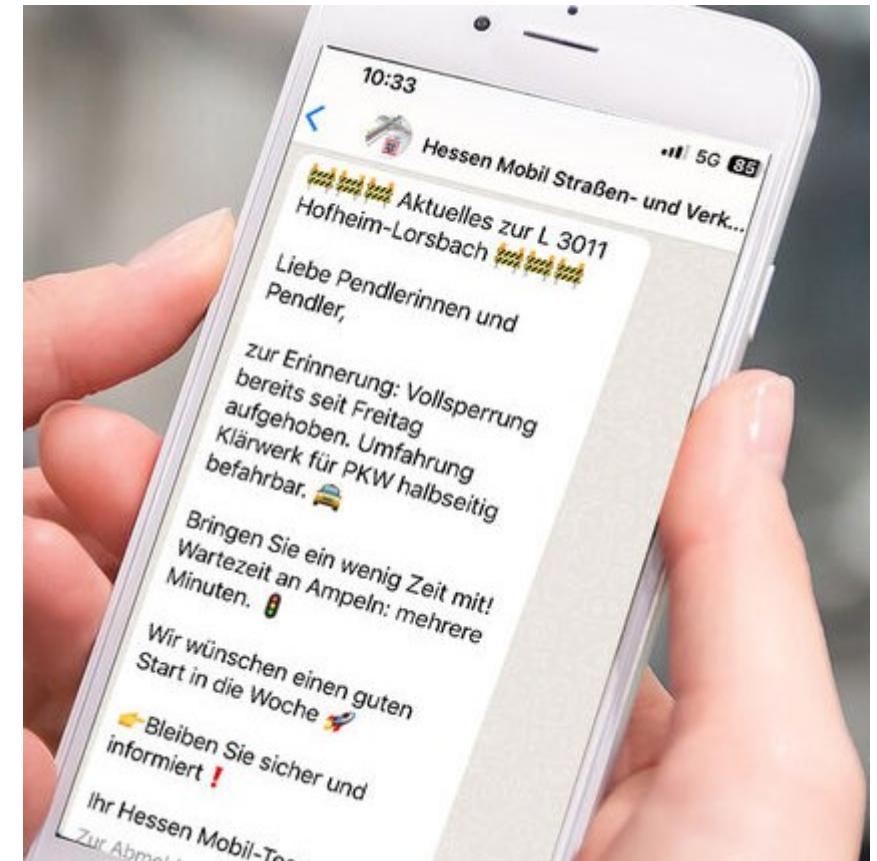 10:33
5G 85
Hessen Mobil Straßen- und Verk...
🚧🚧🚧 Aktuelles zur L 3011
Hofheim-Lorsbach 🚧🚧🚧
Liebe Pendlerinnen und
Pendler,
zur Erinnerung: Vollsperrung
bereits seit Freitag
aufgehoben. Umfahrung
Klärwerk für PKW halbseitig
befahrbar. 🚘
Bringen Sie ein wenig Zeit mit!
Wartezeit an Ampeln: mehrere
Minuten. 🚦
Wir wünschen einen guten
Start in die Woche 🚀
👉Bleiben Sie sicher und
informiert❗
Ihr Hessen Mobil-Tea
Zur Abmel